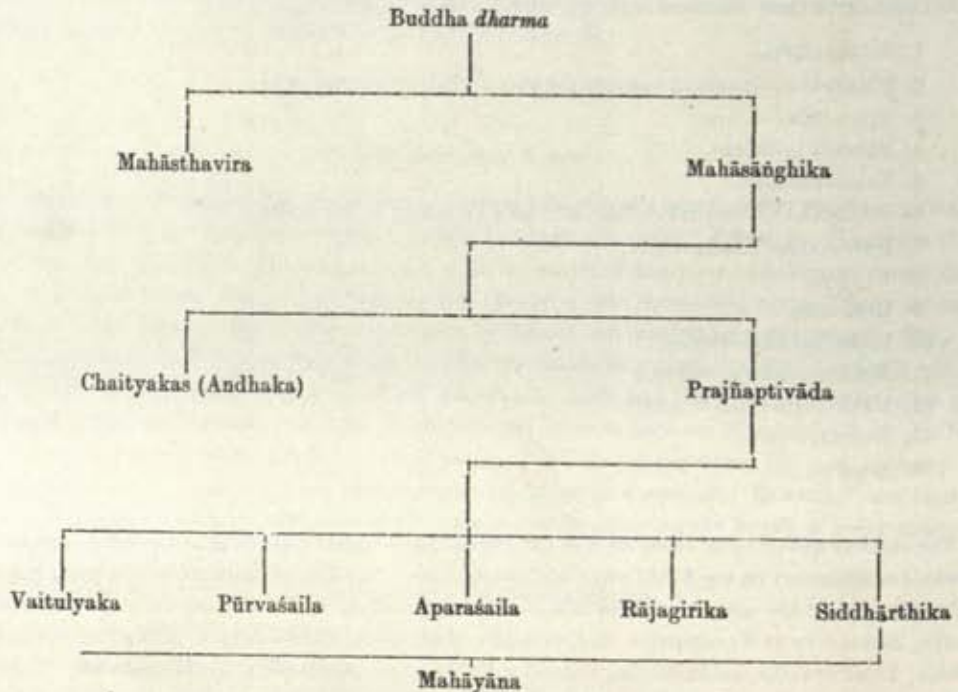 Buddha dharma
Mahāsthavira Mahāsāṅghika
Chaityakas (Andhaka) Prajñaptivāda
Vaitulyaka Pūrvaśaila Aparaśaila Rājagirika Siddhārthika
Mahāyāna